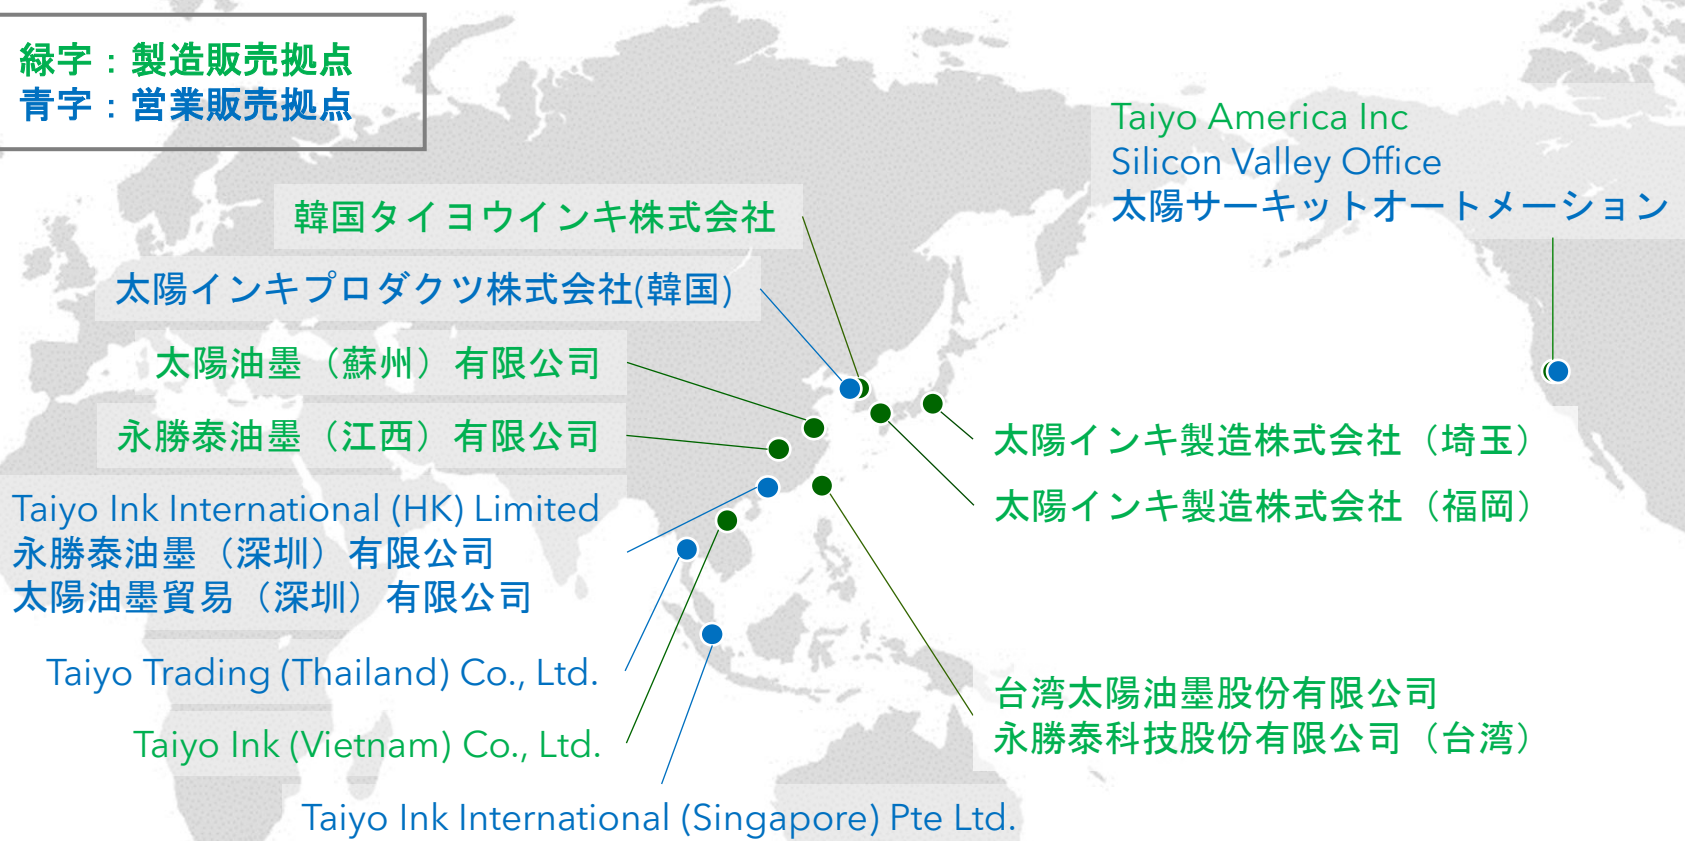 緑字：製造販売拠点
青字：営業販売拠点
Taiyo America Inc
Silicon Valley Office
太陽サーキットオートメーション
韓国タイヨウインキ株式会社
太陽インキプロダクツ株式会社(韓国)
太陽油墨（蘇州）有限公司
永勝泰油墨（江西）有限公司
Taiyo Ink International (HK) Limited
永勝泰油墨（深圳）有限公司
太陽油墨貿易（深圳）有限公司
Taiyo Trading (Thailand) Co., Ltd.
Taiyo Ink (Vietnam) Co., Ltd.
Taiyo Ink International (Singapore) Pte Ltd.
太陽インキ製造株式会社（埼玉）
太陽インキ製造株式会社（福岡）
台湾太陽油墨股份有限公司
永勝泰科技股份有限公司（台湾）